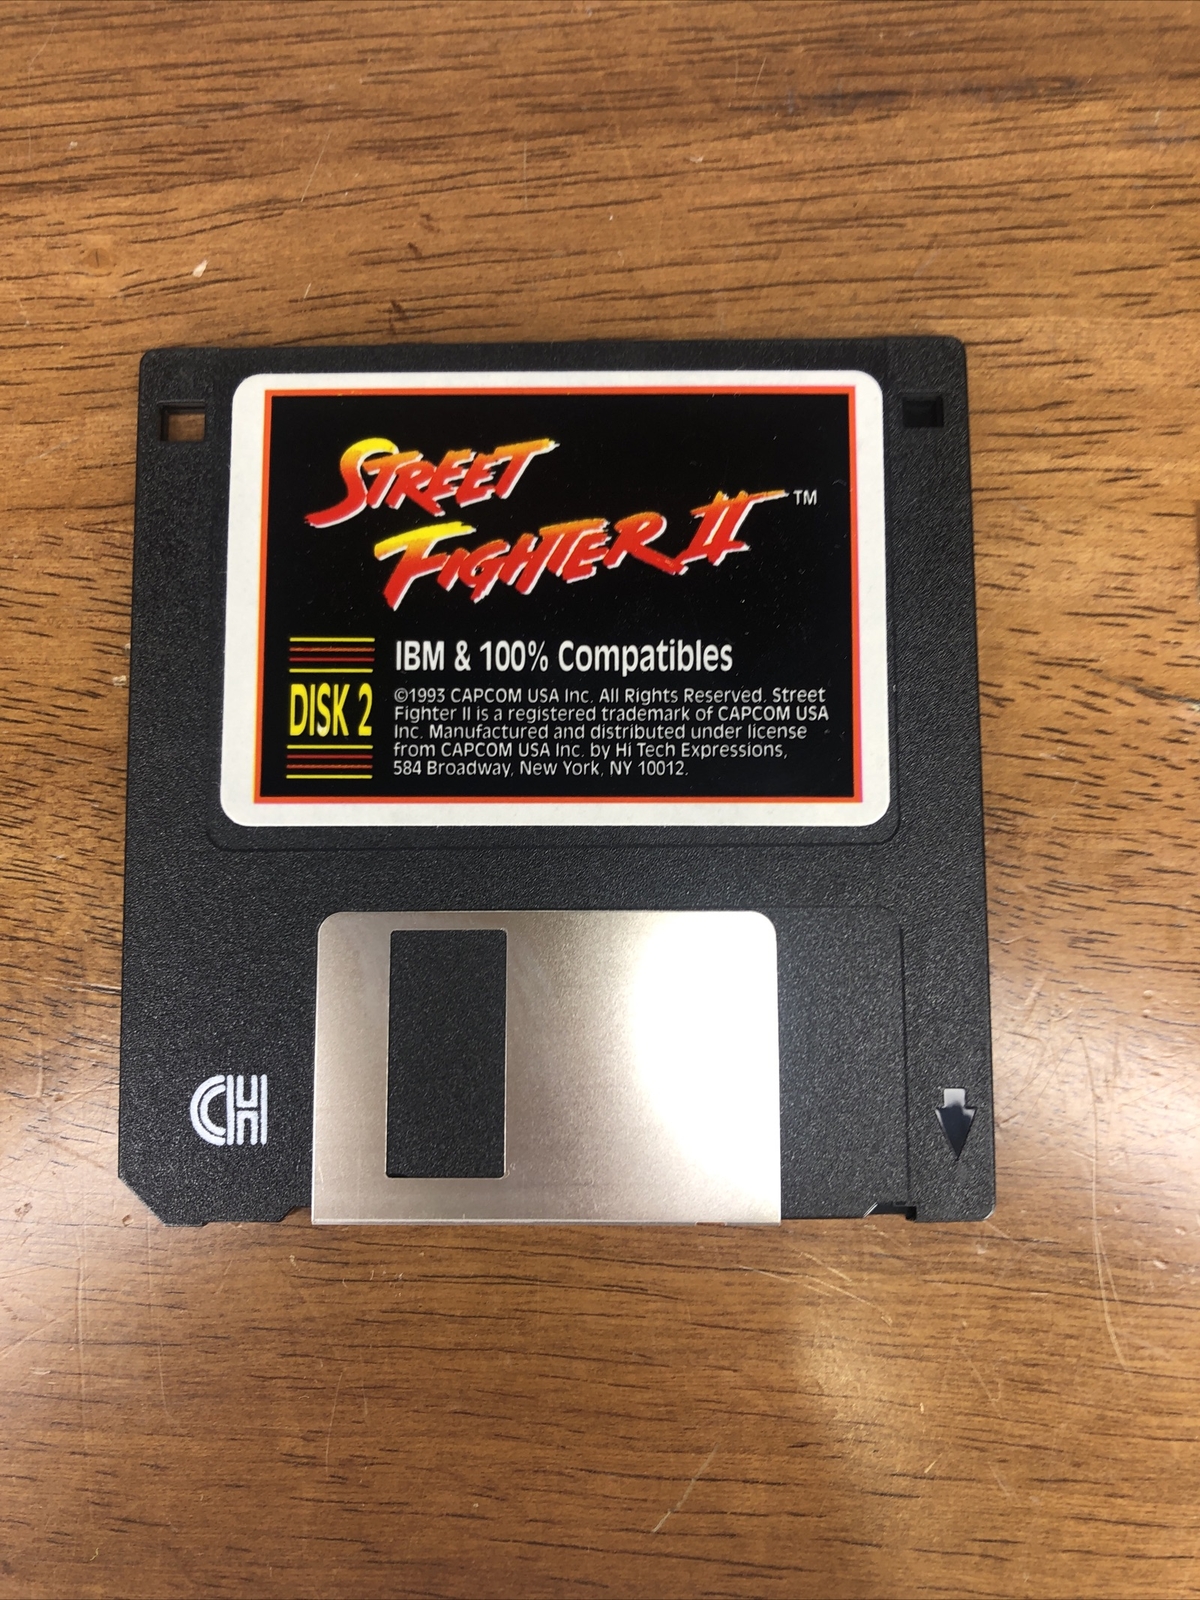 STREET
FIGHTER II ™
IBM & 100% Compatibles
DISK 2
©1993 CAPCOM USA Inc. All Rights Reserved. Street
Fighter II is a registered trademark of CAPCOM USA
Inc. Manufactured and distributed under license
from CAPCOM USA Inc. by Hi Tech Expressions,
584 Broadway, New York, NY 10012.
CH